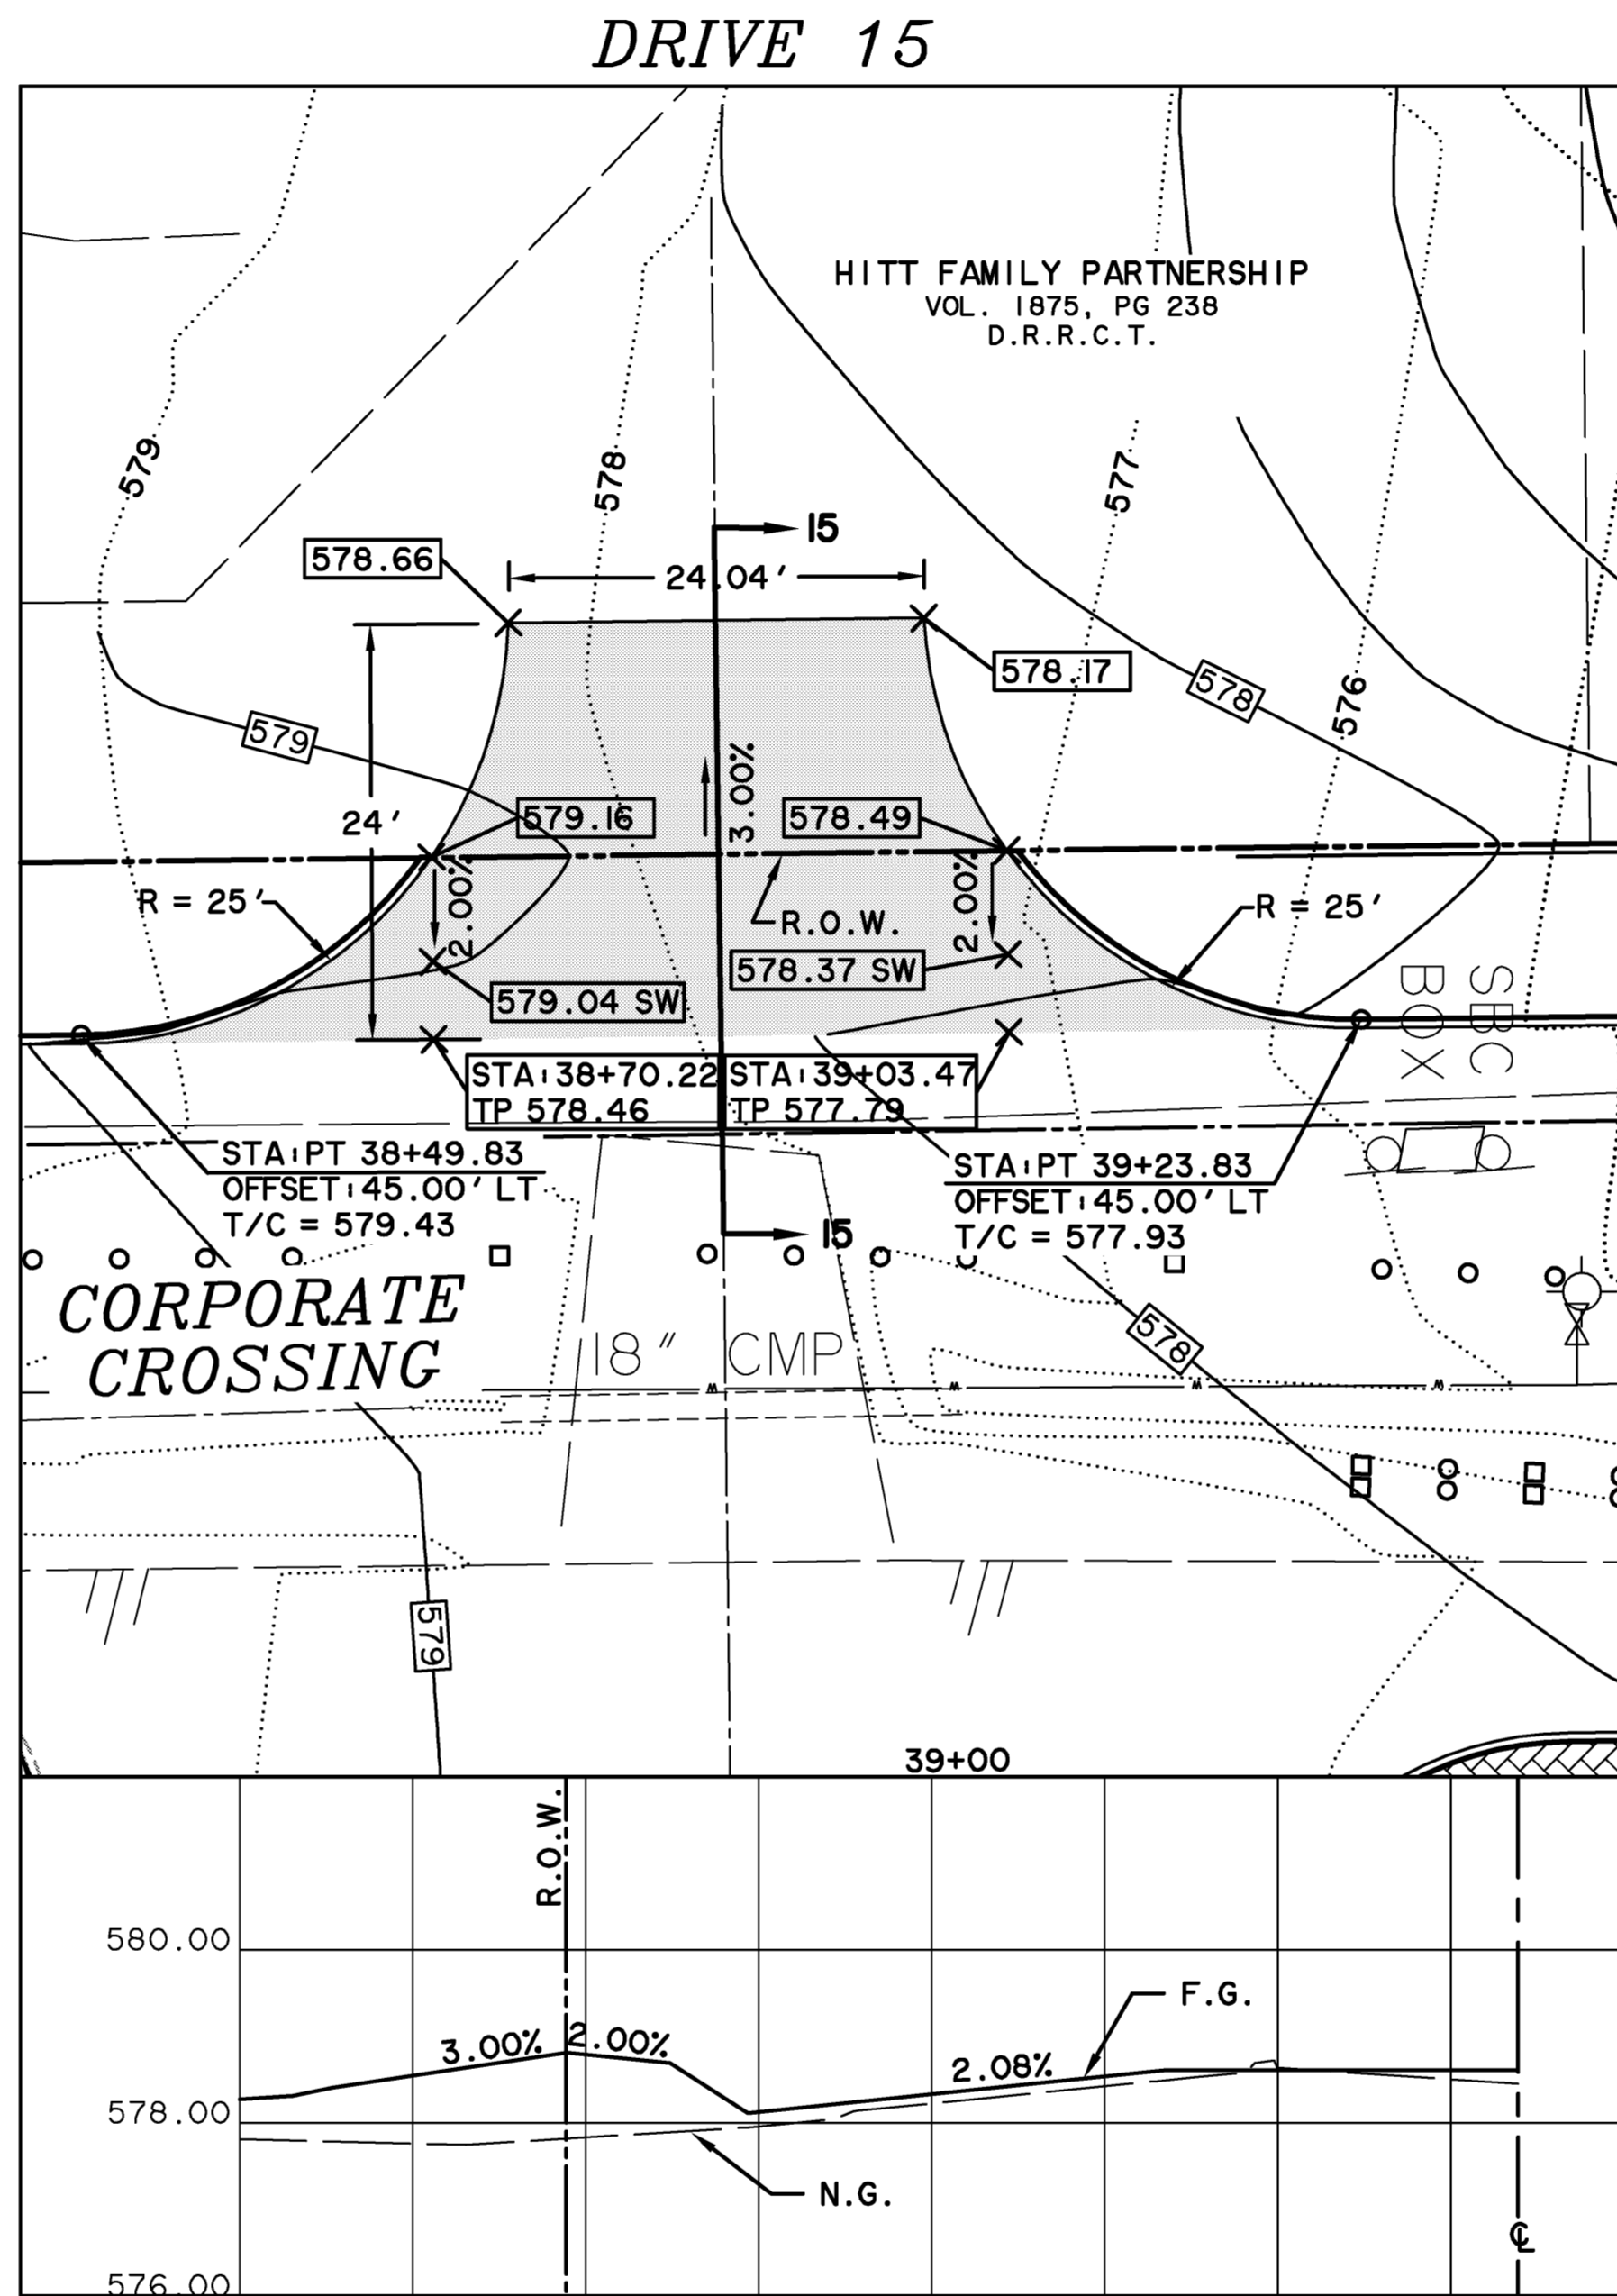 DRIVE 15
HITT FAMILY PARTNERSHIP
VOL. 1875, PG 238
D.R.R.C.T.
579
578
577
15
578.66
24.04'
578.17
578
576
579
3.00%
579.16
578.49
24'
R = 25'
2.00%
2.00%
R = 25'
R.O.W.
578.37 SW
579.04 SW
SBC
BOX
STA:38+70.22
TP 578.46
STA:39+03.47
TP 577.79
STA:PT 38+49.83
OFFSET:45.00' LT
T/C = 579.43
STA:PT 39+23.83
OFFSET:45.00' LT
T/C = 577.93
15
CORPORATE
CROSSING
18" CMP
578
579
39+00
R.O.W.
580.00
F.G.
3.00%
2.00%
2.08%
578.00
N.G.
℄
576.00